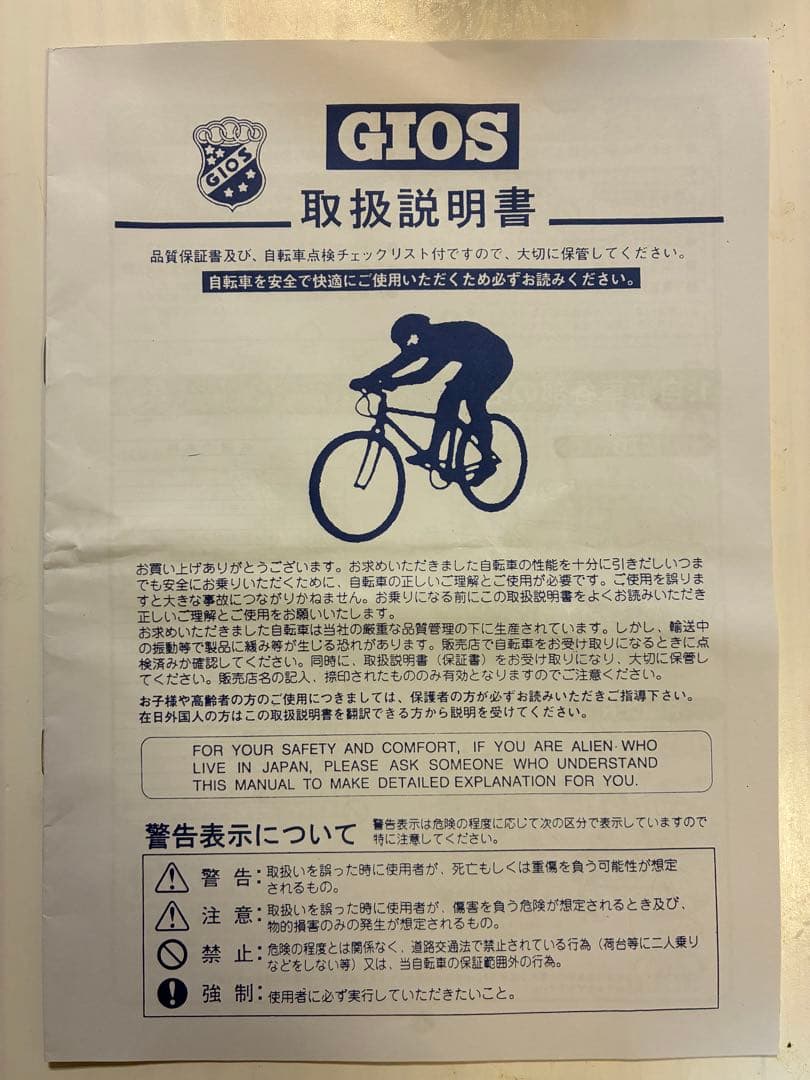 GIOS
GIOS
取扱説明書
品質保証書及び、自転車点検チェックリスト付ですので、大切に保管してください。
自転車を安全で快適にご使用いただくため必ずお読みください。
お買い上げありがとうございます。お求めいただきました自転車の性能を十分に引きだしいつま
でも安全にお乗りいただくために、自転車の正しいご理解とご使用が必要です。ご使用を誤りま
すと大きな事故につながりかねません。お乗りになる前にこの取扱説明書をよくお読みいただき
正しいご理解とご使用をお願いいたします。
お求めいただきました自転車は当社の厳重な品質管理の下に生産されています。しかし、輸送中
の振動等で製品に緩み等が生じる恐れがあります。販売店で自転車をお受け取りになるときに点
検済みか確認してください。同時に、取扱説明書（保証書）をお受け取りになり、大切に保管し
てください。販売店名の記入、捺印されたもののみ有効となりますのでご注意ください。
お子様や高齢者の方のご使用につきましては、保護者の方が必ずお読みいただきご指導下さい。
在日外国人の方はこの取扱説明書を翻訳できる方から説明を受けてください。
FOR YOUR SAFETY AND COMFORT, IF YOU ARE ALIEN WHO
LIVE IN JAPAN, PLEASE ASK SOMEONE WHO UNDERSTAND
THIS MANUAL TO MAKE DETAILED EXPLANATION FOR YOU.
警告表示について 警告表示は危険の程度に応じて次の区分で表示していますので
特に注意してください。
警告：取扱いを誤った時に使用者が、死亡もしくは重傷を負う可能性が想定
されるもの。
注意：取扱いを誤った時に使用者が、傷害を負う危険が想定されるとき及び、
物的損害のみの発生が想定されるもの。
禁止：危険の程度とは関係なく、道路交通法で禁止されている行為（荷台等に二人乗り
などをしない等）又は、当自転車の保証範囲外の行為。
強制：使用者に必ず実行していただきたいこと。